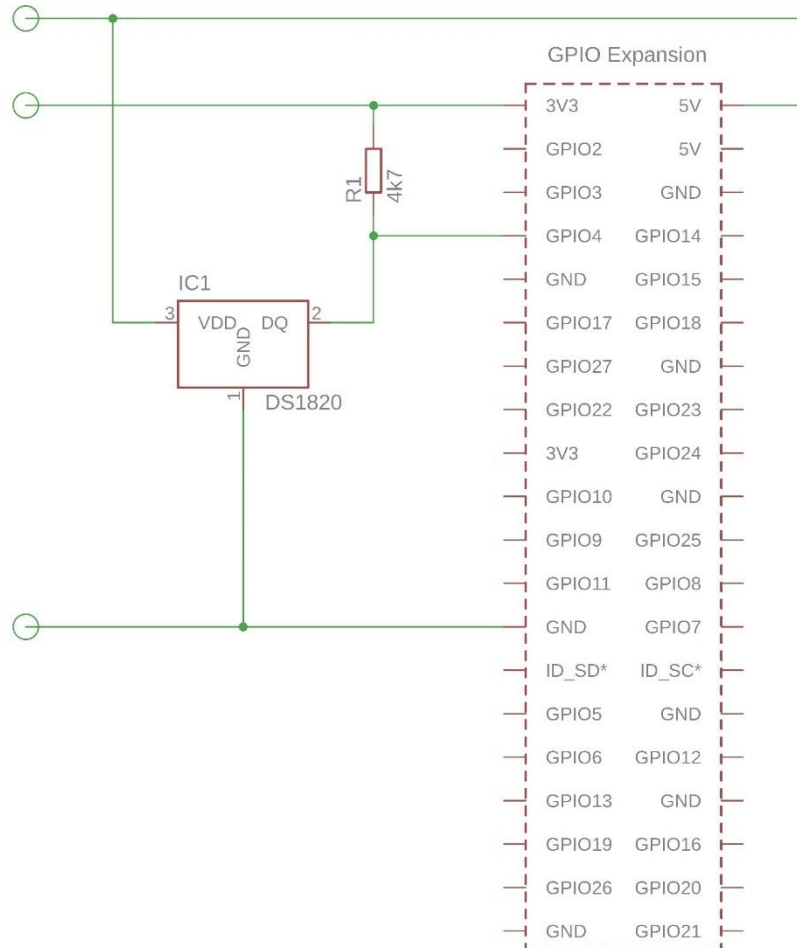 GPIO Expansion
3V3 5V
GPIO2 5V
GPIO3 GND
R1
4k7
GPIO4 GPIO14
GND GPIO15
IC1
3 VDD DQ 2
GND
GPIO17 GPIO18
GPIO27 GND
1
DS1820
GPIO22 GPIO23
3V3 GPIO24
GPIO10 GND
GPIO9 GPIO25
GPIO11 GPIO8
GND GPIO7
ID_SD* ID_SC*
GPIO5 GND
GPIO6 GPIO12
GPIO13 GND
GPIO19 GPIO16
GPIO26 GPIO20
GND GPIO21